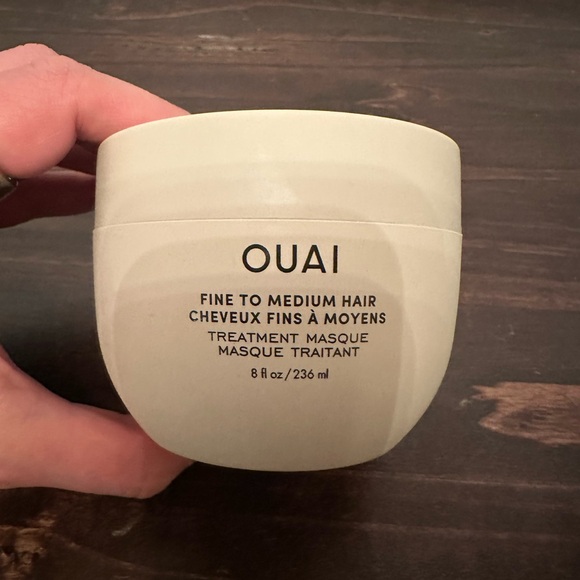 OUAI
FINE TO MEDIUM HAIR
CHEVEUX FINS À MOYENS
TREATMENT MASQUE
MASQUE TRAITANT
8 fl oz / 236 ml